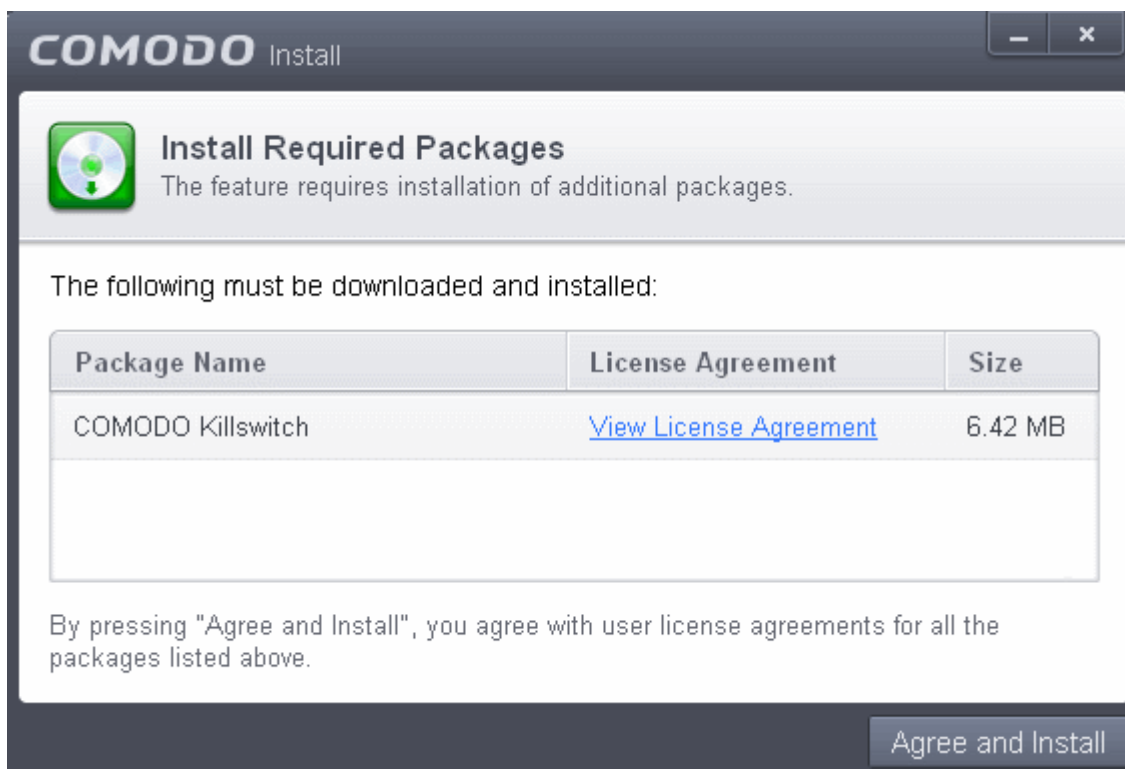 COMODO Install
Install Required Packages
The feature requires installation of additional packages.
The following must be downloaded and installed:
Package Name License Agreement Size
COMODO Killswitch View License Agreement 6.42 MB
By pressing "Agree and Install", you agree with user license agreements for all the
packages listed above.
Agree and Install